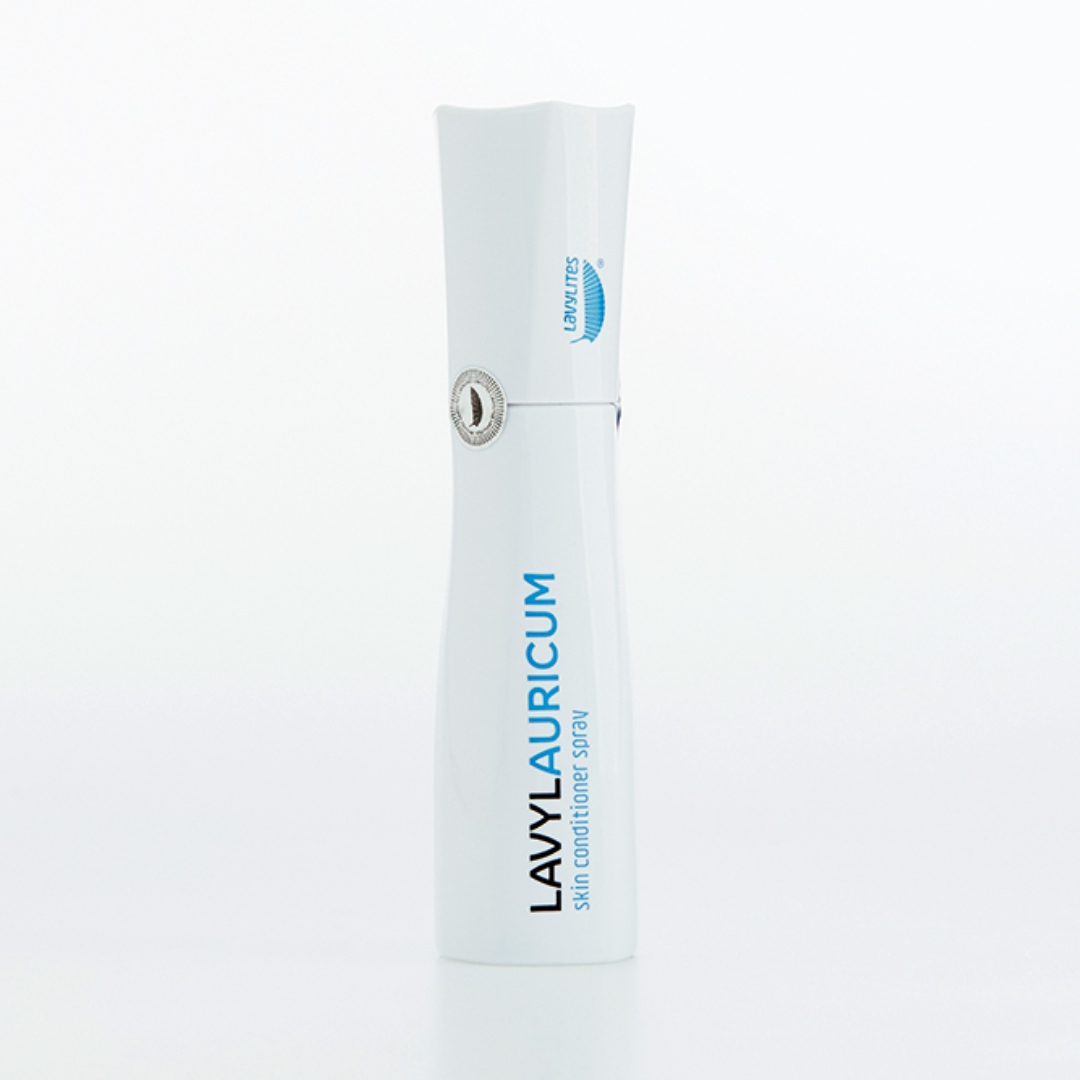 LAVYLITES
®
LAVYLAURICUM
skin conditioner spray